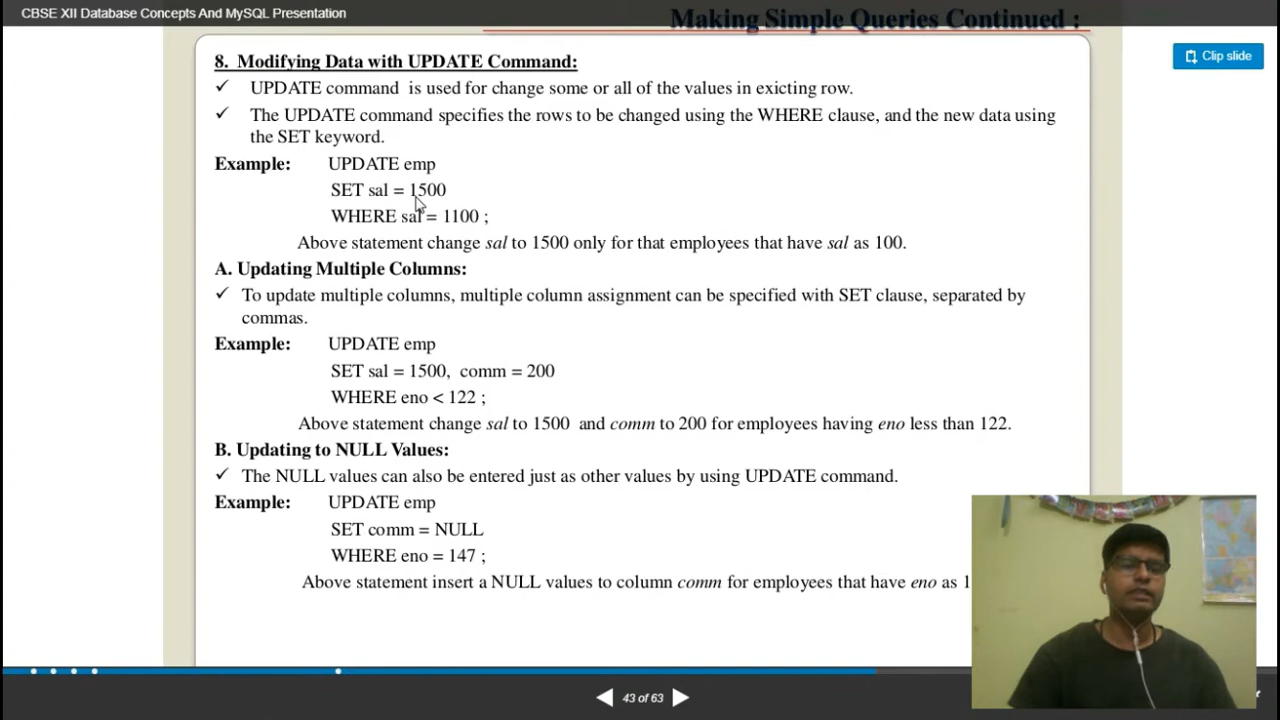 CBSE XII Database Concepts And MySQL Presentation
Making Simple Queries Continued :
Clip slide
8. Modifying Data with UPDATE Command:
✓ UPDATE command is used for change some or all of the values in exicting row.
✓ The UPDATE command specifies the rows to be changed using the WHERE clause, and the new data using
the SET keyword.
Example: UPDATE emp
SET sal = 1500
WHERE sal = 1100 ;
Above statement change sal to 1500 only for that employees that have sal as 100.
A. Updating Multiple Columns:
✓ To update multiple columns, multiple column assignment can be specified with SET clause, separated by
commas.
Example: UPDATE emp
SET sal = 1500, comm = 200
WHERE eno < 122 ;
Above statement change sal to 1500 and comm to 200 for employees having eno less than 122.
B. Updating to NULL Values:
✓ The NULL values can also be entered just as other values by using UPDATE command.
Example: UPDATE emp
SET comm = NULL
WHERE eno = 147 ;
Above statement insert a NULL values to column comm for employees that have eno as 1
43 of 63